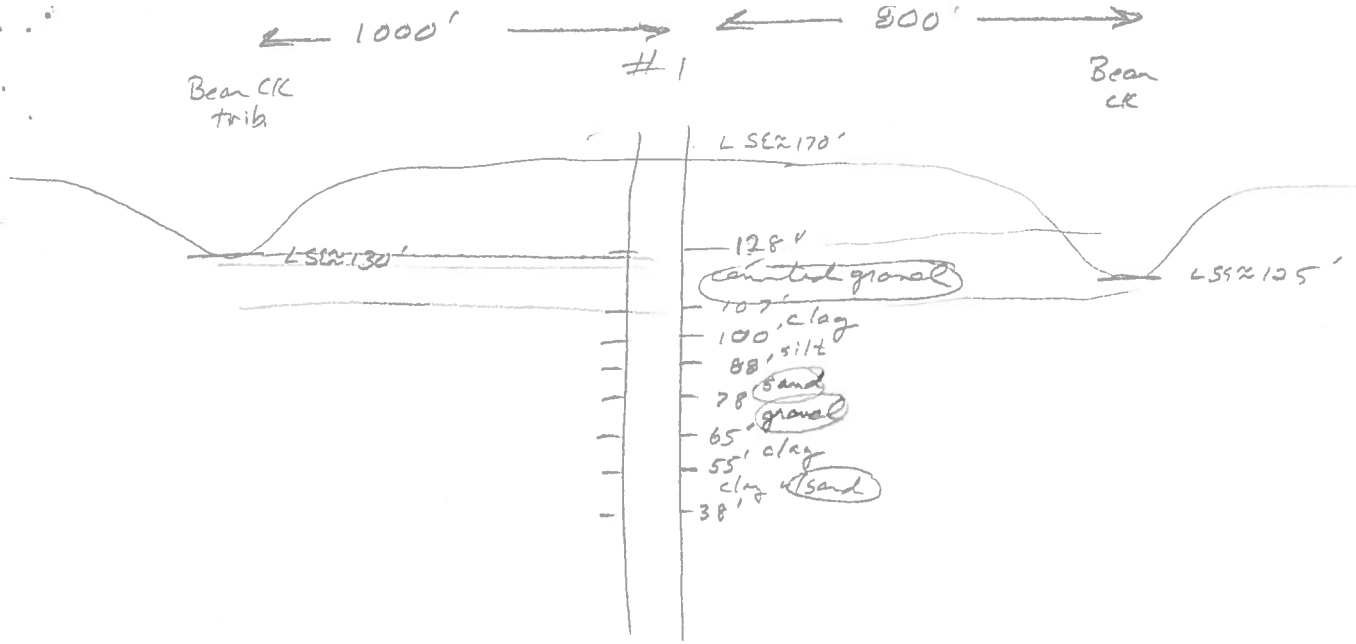 1000'
800'
#1
Bean CK
trib
Bean
CK
LSE≈170'
LSE≈130'
128'
cemented gravel
LSE≈125'
107'
clay
100'
silt
88'
sand
78'
gravel
65'
clay
55'
clay w/ sand
38'